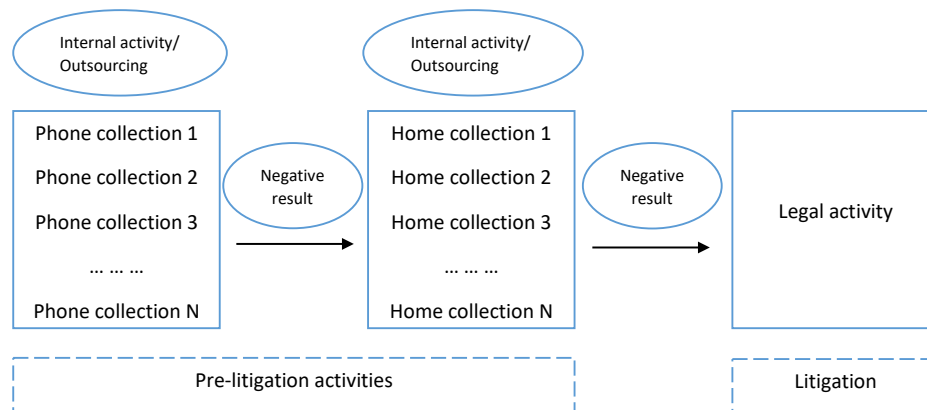 Internal activity/
Outsourcing
Internal activity/
Outsourcing
Phone collection 1
Phone collection 2
Phone collection 3
... ... ...
Phone collection N
Negative
result
Home collection 1
Home collection 2
Home collection 3
... ... ...
Home collection N
Negative
result
Legal activity
Pre-litigation activities
Litigation